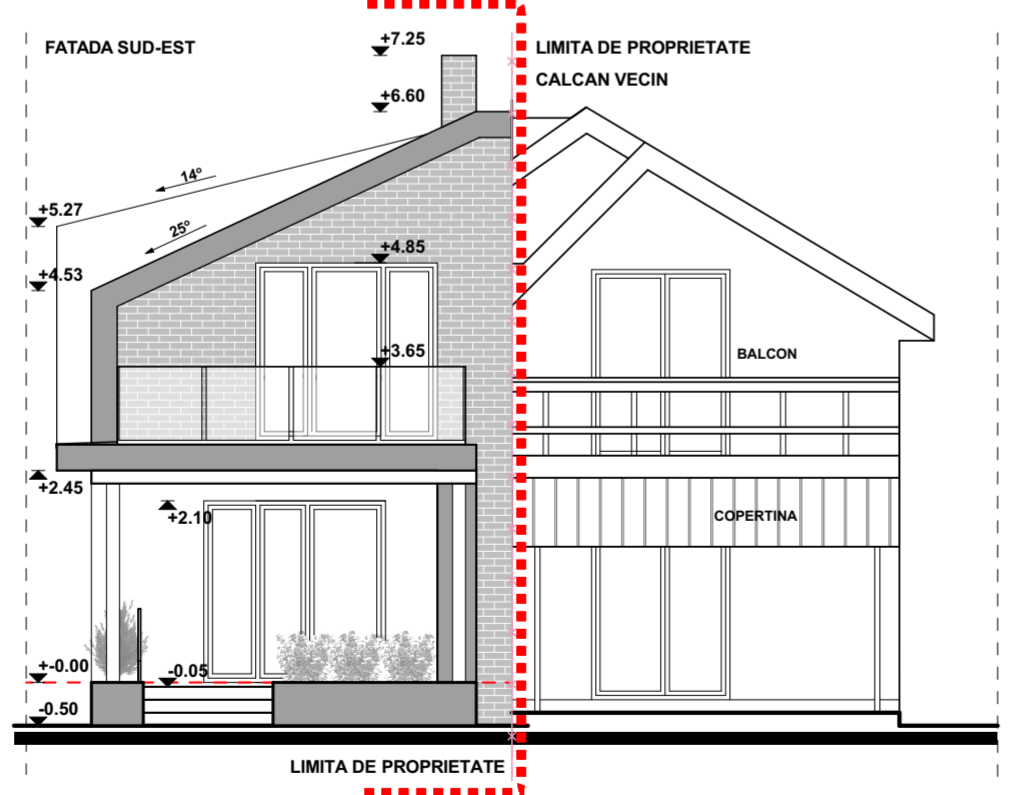 FATADA SUD-EST
+7.25
LIMITA DE PROPRIETATE
CALCAN VECIN
+6.60
14°
+5.27
25°
+4.85
+4.53
+3.65
BALCON
+2.45
+2.10
COPERTINA
+-0.00
-0.05
-0.50
LIMITA DE PROPRIETATE